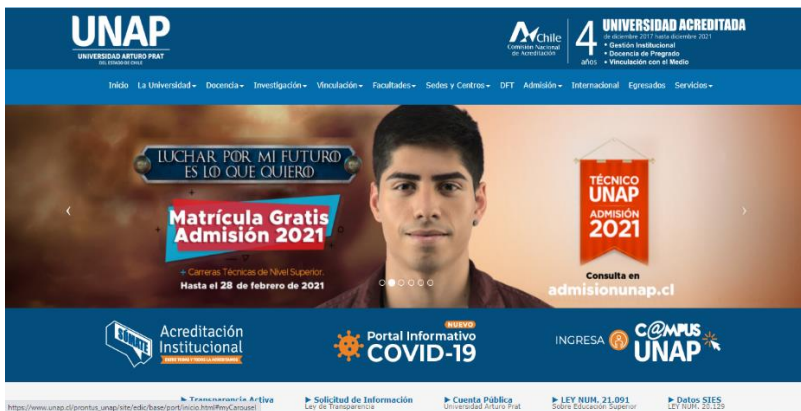 UNAP
UNIVERSIDAD ARTURO PRAT
DEL ESTADO DE CHILE
Chile
Comisión Nacional
de Acreditación
4
años
UNIVERSIDAD ACREDITADA
de diciembre 2017 hasta diciembre 2021
• Gestión Institucional
• Docencia de Pregrado
• Vinculación con el Medio
Inicio La Universidad Docencia Investigación Vinculación Facultades Sedes y Centros DFT Admisión Internacional Egresados Servicios
LUCHAR POR MI FUTURO
ES LO QUE QUIERO
Matrícula Gratis
Admisión 2021
+ Carreras Técnicas de Nivel Superior.
Hasta el 28 de febrero de 2021
TÉCNICO
UNAP
ADMISIÓN
2021
Consulta en
admisionunap.cl
SÚMATE
Acreditación
Institucional
NUEVO
Portal Informativo
COVID-19
INGRESA
C@MPUS
UNAP
Transparencia Activa
Solicitud de Información
Ley de Transparencia
Cuenta Pública
Universidad Arturo Prat
LEY NUM. 21.091
Sobre Educación Superior
Datos SIES
LEY NUM. 20.129
https://www.unap.cl/prontus_unap/site/edic/base/port/inicio.html#myCarousel